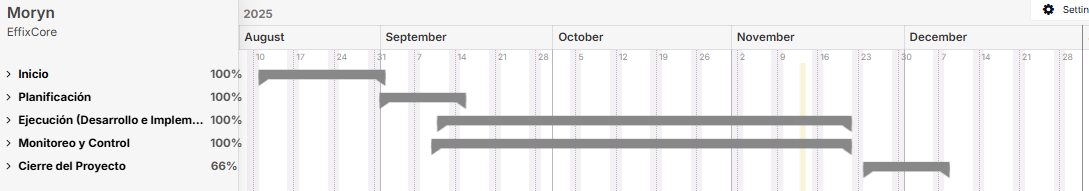 Moryn
EffixCore
2025
Settin
August September October November December
10 17 24 31 7 14 21 28 5 12 19 26 2 9 16 23 30 7 14 21 28
Inicio 100%
Planificación 100%
Ejecución (Desarrollo e Implem... 100%
Monitoreo y Control 100%
Cierre del Proyecto 66%